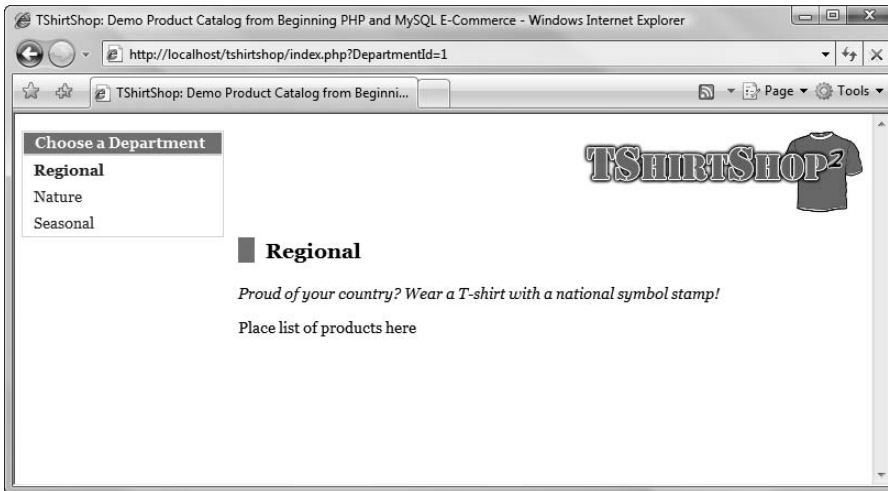 TShirtShop: Demo Product Catalog from Beginning PHP and MySQL E-Commerce - Windows Internet Explorer
http://localhost/tshirtshop/index.php?DepartmentId=1
TShirtShop: Demo Product Catalog from Beginni...
Page
Tools
Choose a Department
Regional
Nature
Seasonal
TShirtShop²
Regional
Proud of your country? Wear a T-shirt with a national symbol stamp!
Place list of products here